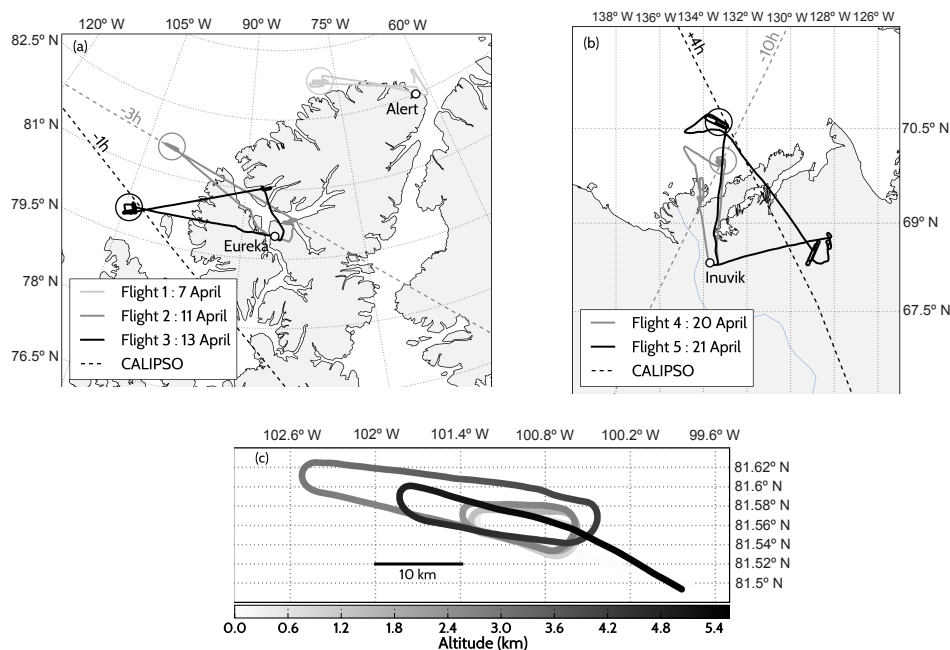 120° W 105° W 90° W 75° W 60° W
82.5° N
81° N
79.5° N
78° N
76.5° N
(a)
-3h
-1h
Alert
Eureka
Flight 1 : 7 April
Flight 2 : 11 April
Flight 3 : 13 April
CALIPSO
138° W 136° W 134° W 132° W 130° W 128° W 126° W
(b)
+4h
-10h
70.5° N
69° N
67.5° N
Inuvik
Flight 4 : 20 April
Flight 5 : 21 April
CALIPSO
102.6° W 102° W 101.4° W 100.8° W 100.2° W 99.6° W
(c)
81.62° N
81.6° N
81.58° N
81.56° N
81.54° N
81.52° N
81.5° N
10 km
0.0 0.6 1.2 1.8 2.4 3.0 3.6 4.2 4.8 5.4
Altitude (km)